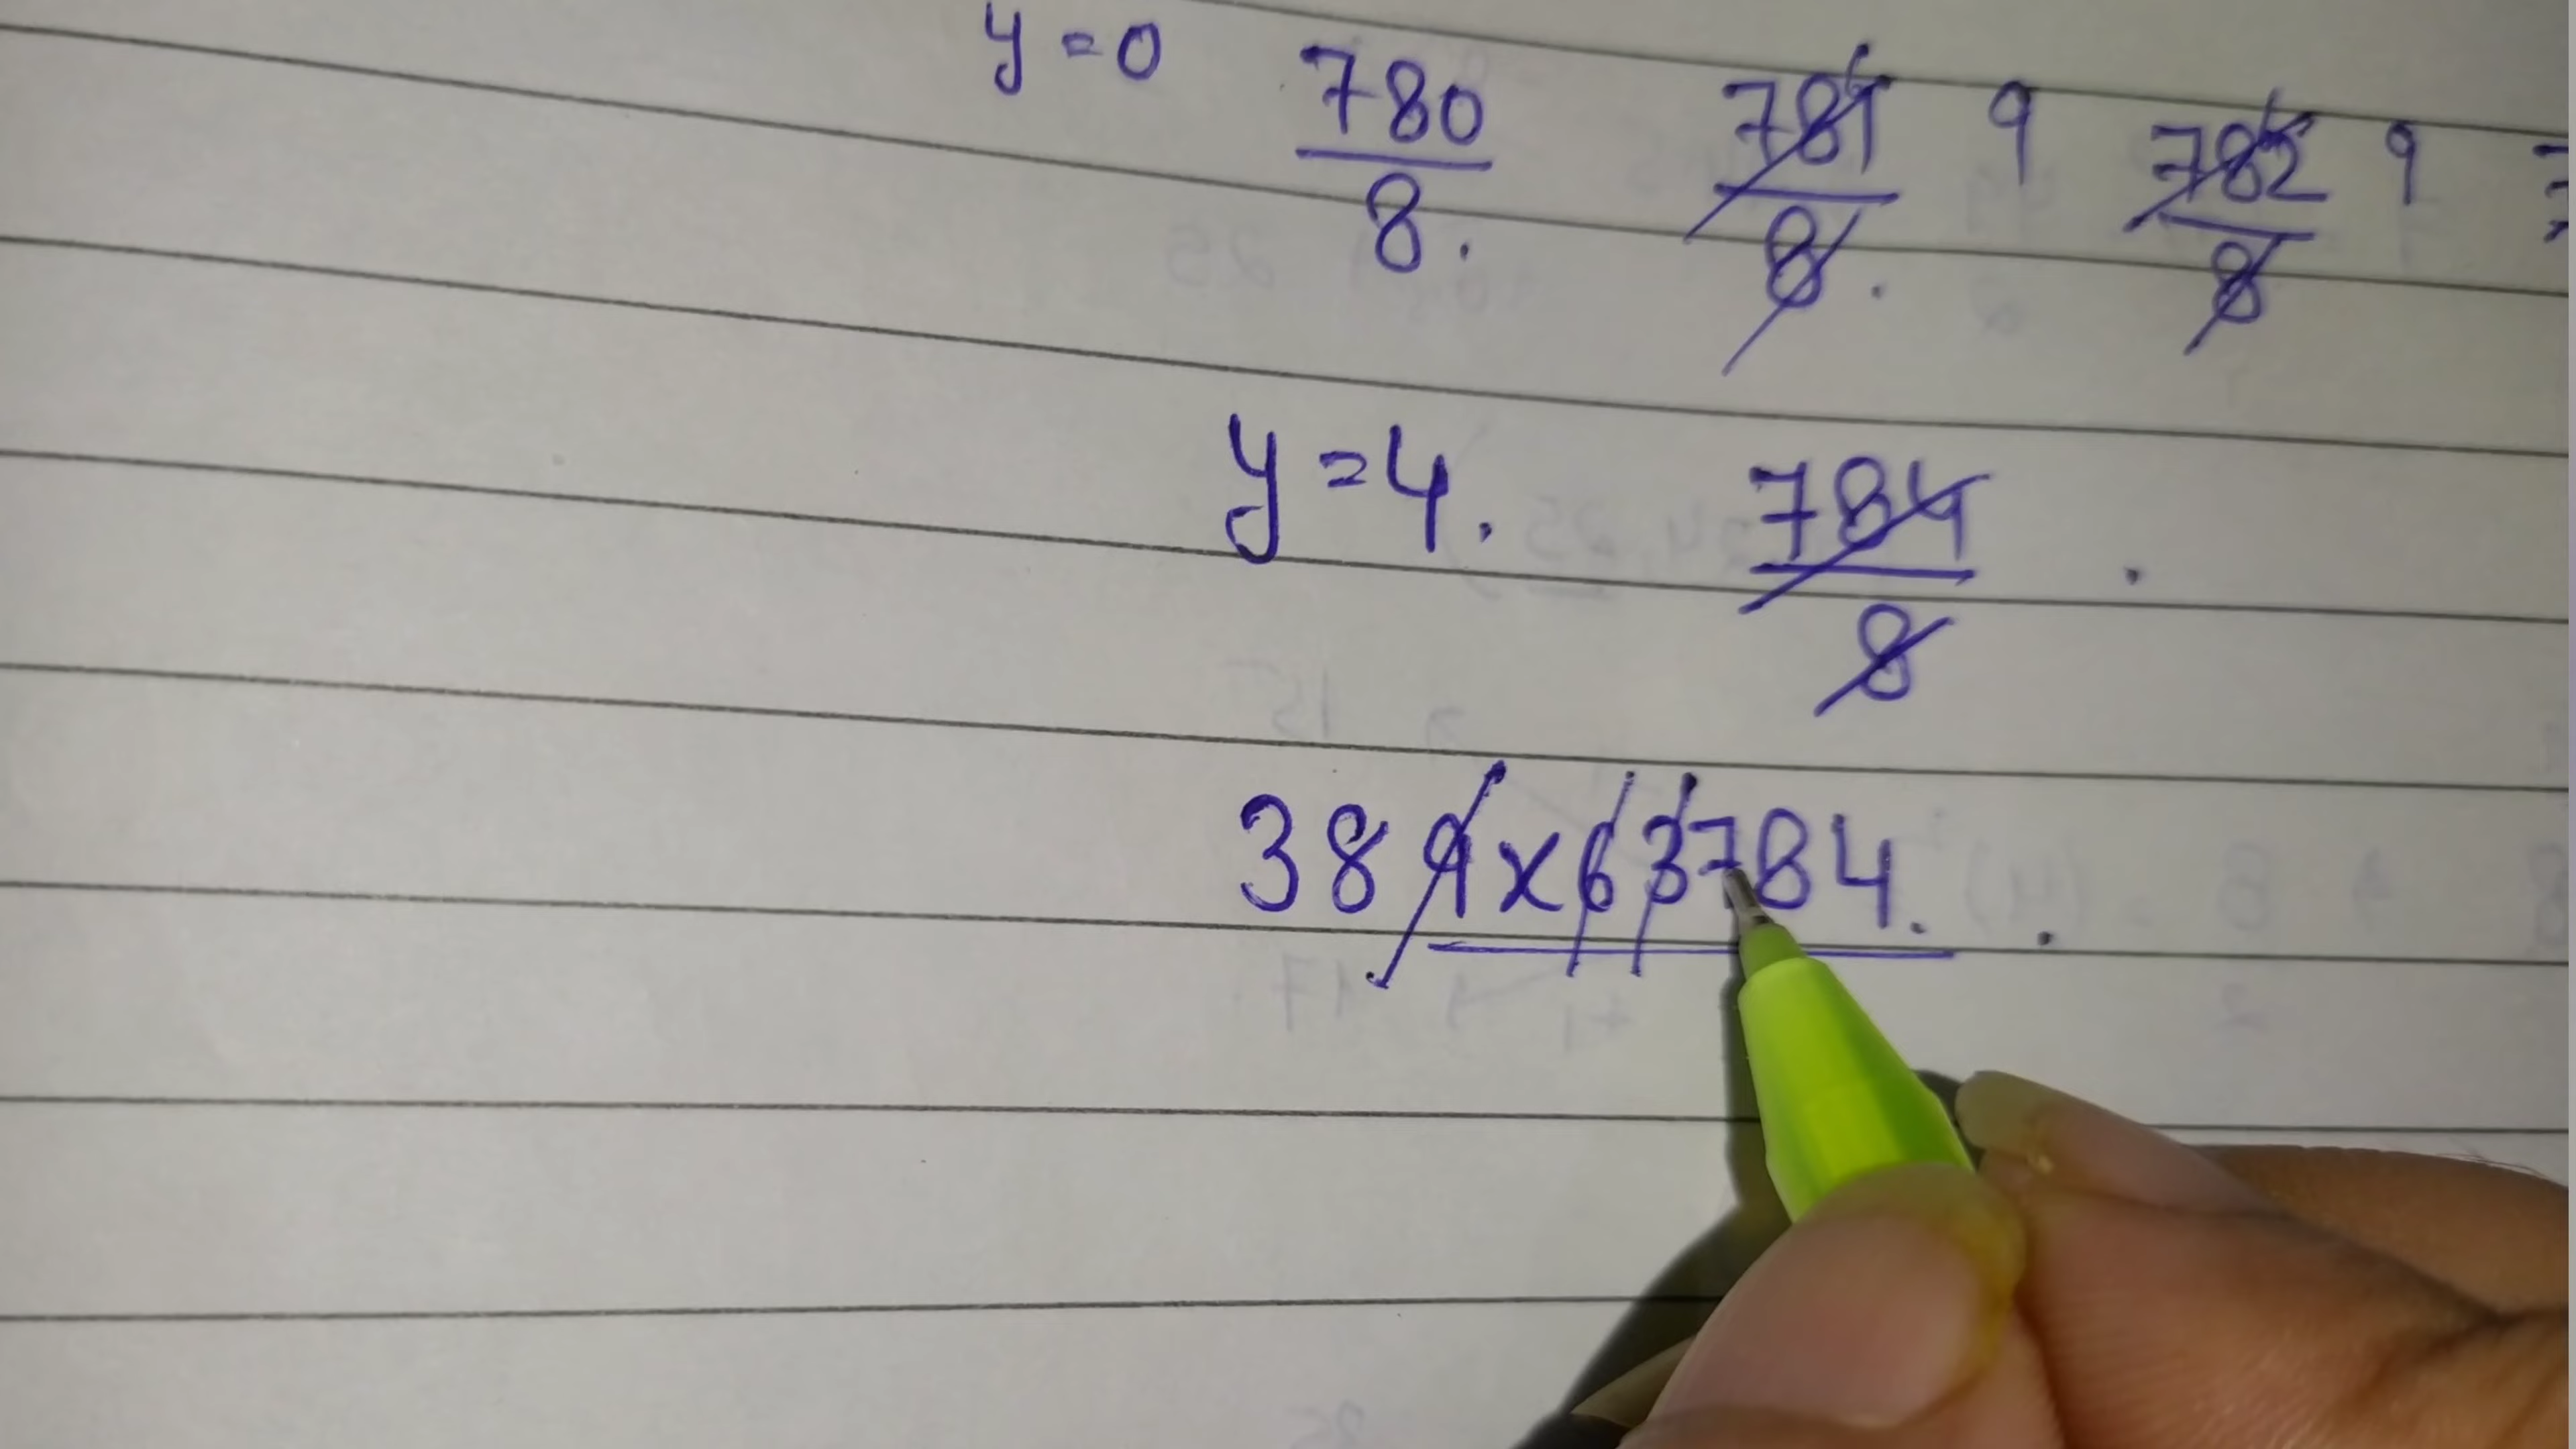 y = 0 780/8. 781/8. 9 782/8 9
y = 4. 784/8 .
389x63784. .